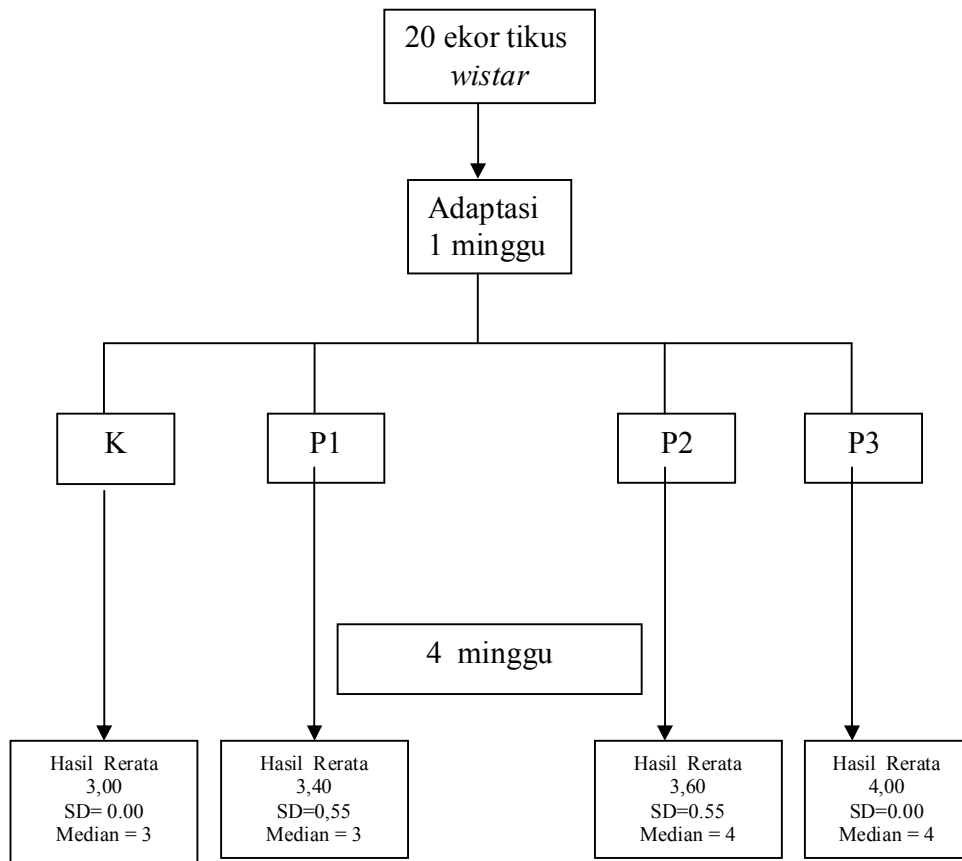 20 ekor tikus
wistar
Adaptasi
1 minggu
K
P1
P2
P3
4 minggu
Hasil Rerata
3,00
SD= 0.00
Median = 3
Hasil Rerata
3,40
SD=0,55
Median = 3
Hasil Rerata
3,60
SD=0.55
Median = 4
Hasil Rerata
4,00
SD=0.00
Median = 4